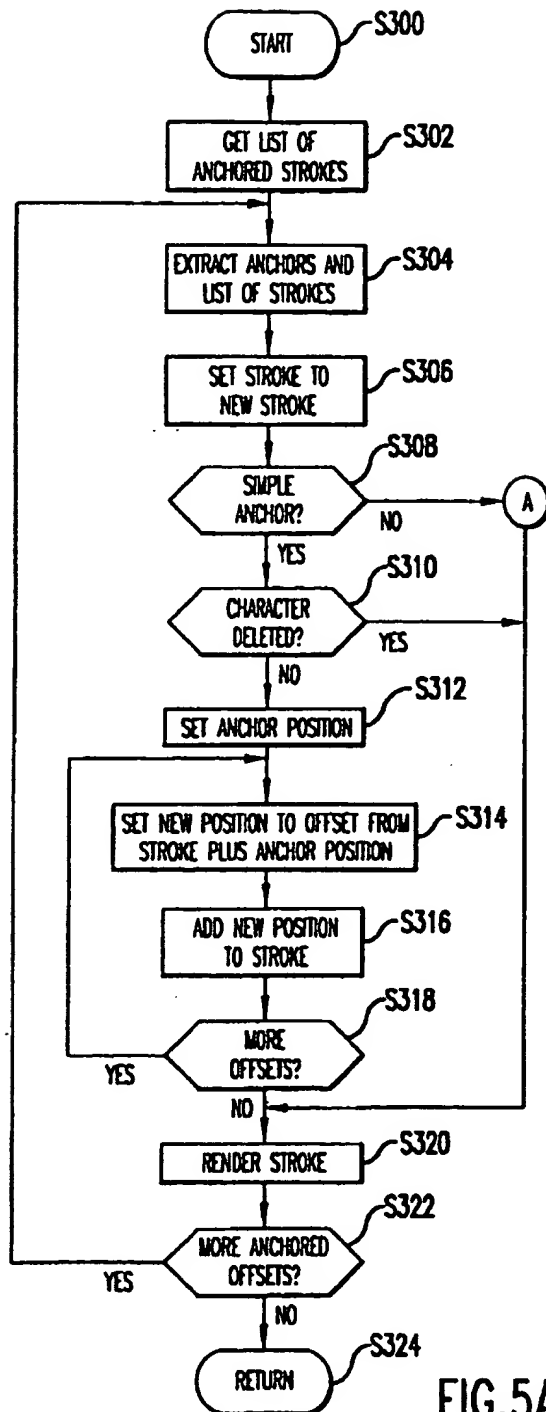 START
S300
GET LIST OF
ANCHORED STROKES
S302
EXTRACT ANCHORS AND
LIST OF STROKES
S304
SET STROKE TO
NEW STROKE
S306
SIMPLE
ANCHOR?
S308
NO
A
YES
CHARACTER
DELETED?
S310
YES
NO
SET ANCHOR POSITION
S312
SET NEW POSITION TO OFFSET FROM
STROKE PLUS ANCHOR POSITION
S314
ADD NEW POSITION
TO STROKE
S316
MORE
OFFSETS?
S318
YES
NO
RENDER STROKE
S320
MORE ANCHORED
OFFSETS?
S322
YES
NO
RETURN
S324
FIG.5A